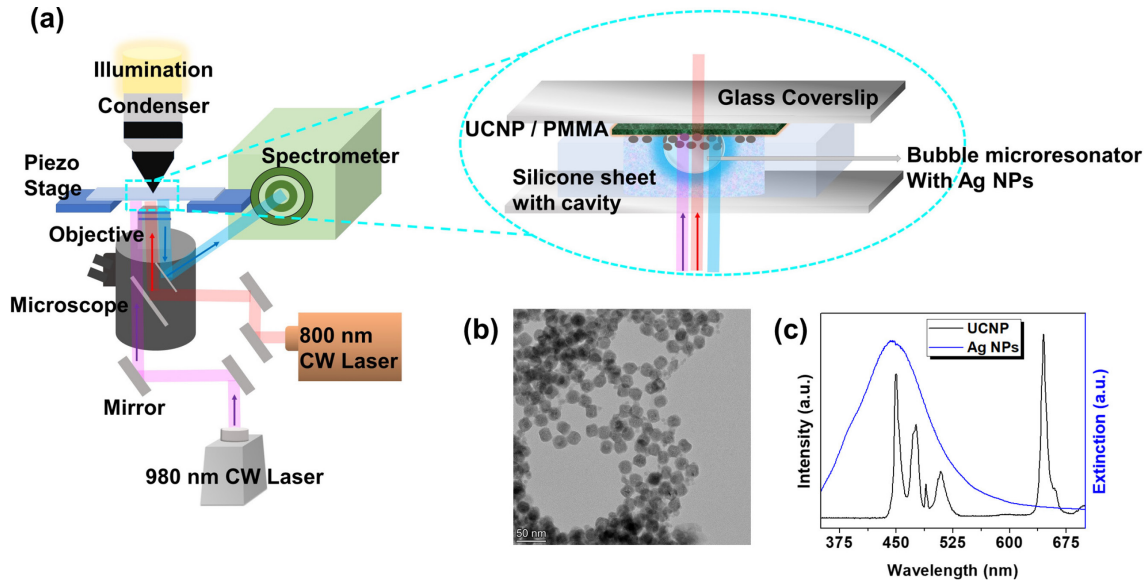 (a)
Illumination
Condenser
Piezo
Stage
Spectrometer
Objective
Microscope
800 nm
CW Laser
Mirror
980 nm CW Laser
Glass Coverslip
UCNP / PMMA
Bubble microresonator
With Ag NPs
Silicone sheet
with cavity
(b)
50 nm
(c)
UCNP
Ag NPs
Intensity (a.u.)
Extinction (a.u.)
375 450 525 600 675
Wavelength (nm)